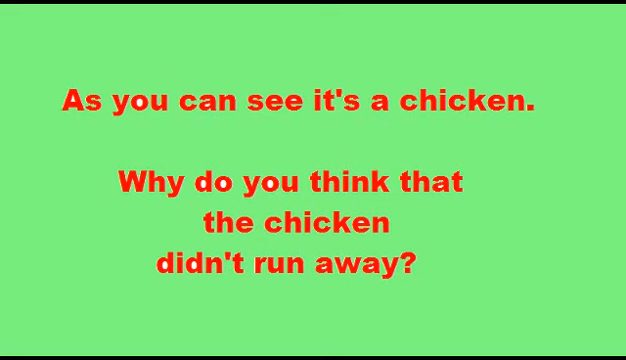 As you can see it's a chicken.
Why do you think that
the chicken
didn't run away?